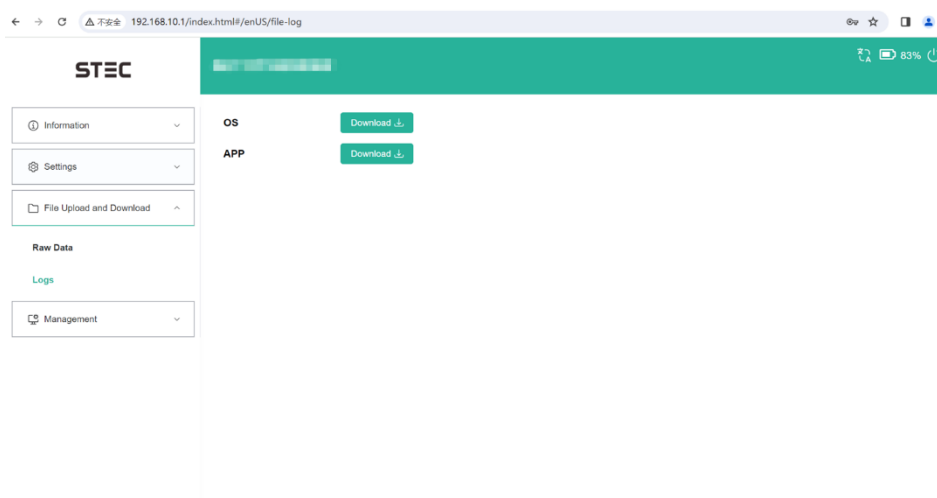 不安全 192.168.10.1/index.html#/enUS/file-log
STEC
83%
Information
Settings
File Upload and Download
Raw Data
Logs
Management
OS Download
APP Download